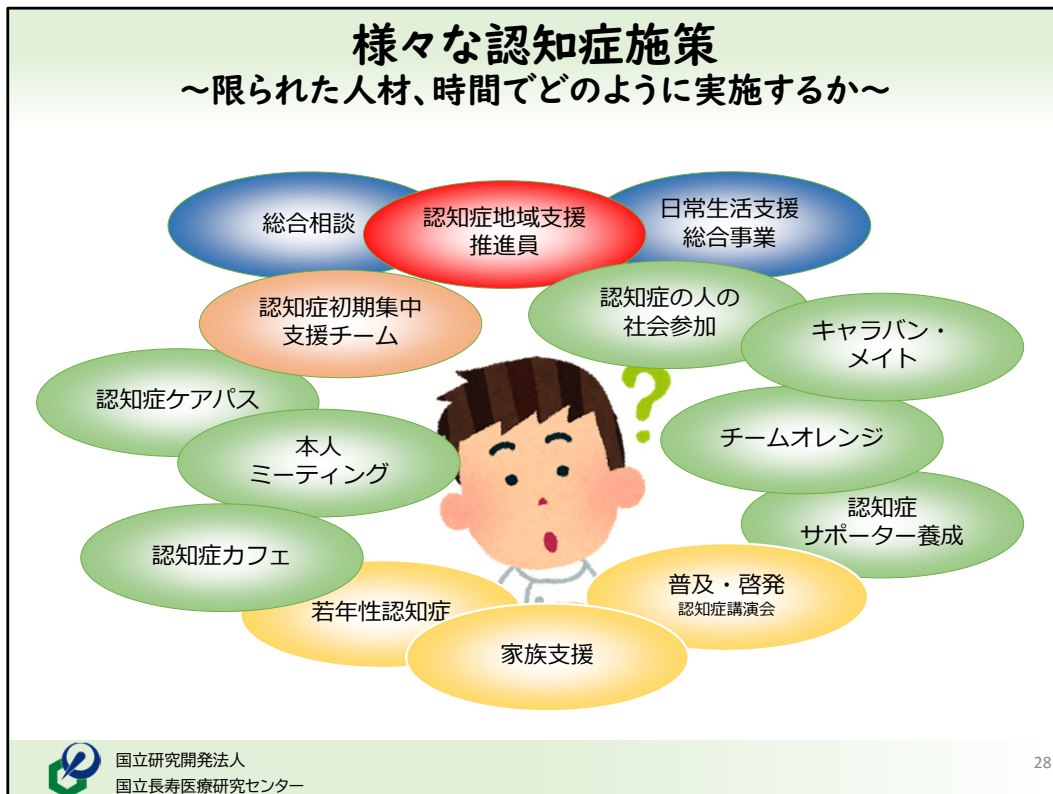 様々な認知症施策
～限られた人材、時間でどのように実施するか～
総合相談
認知症地域支援
推進員
日常生活支援
総合事業
認知症初期集中
支援チーム
認知症の人の
社会参加
キャラバン・
メイト
認知症ケアパス
本人
ミーティング
チームオレンジ
認知症カフェ
認知症
サポーター養成
若年性認知症
普及・啓発
認知症講演会
家族支援
?
国立研究開発法人
国立長寿医療研究センター
28